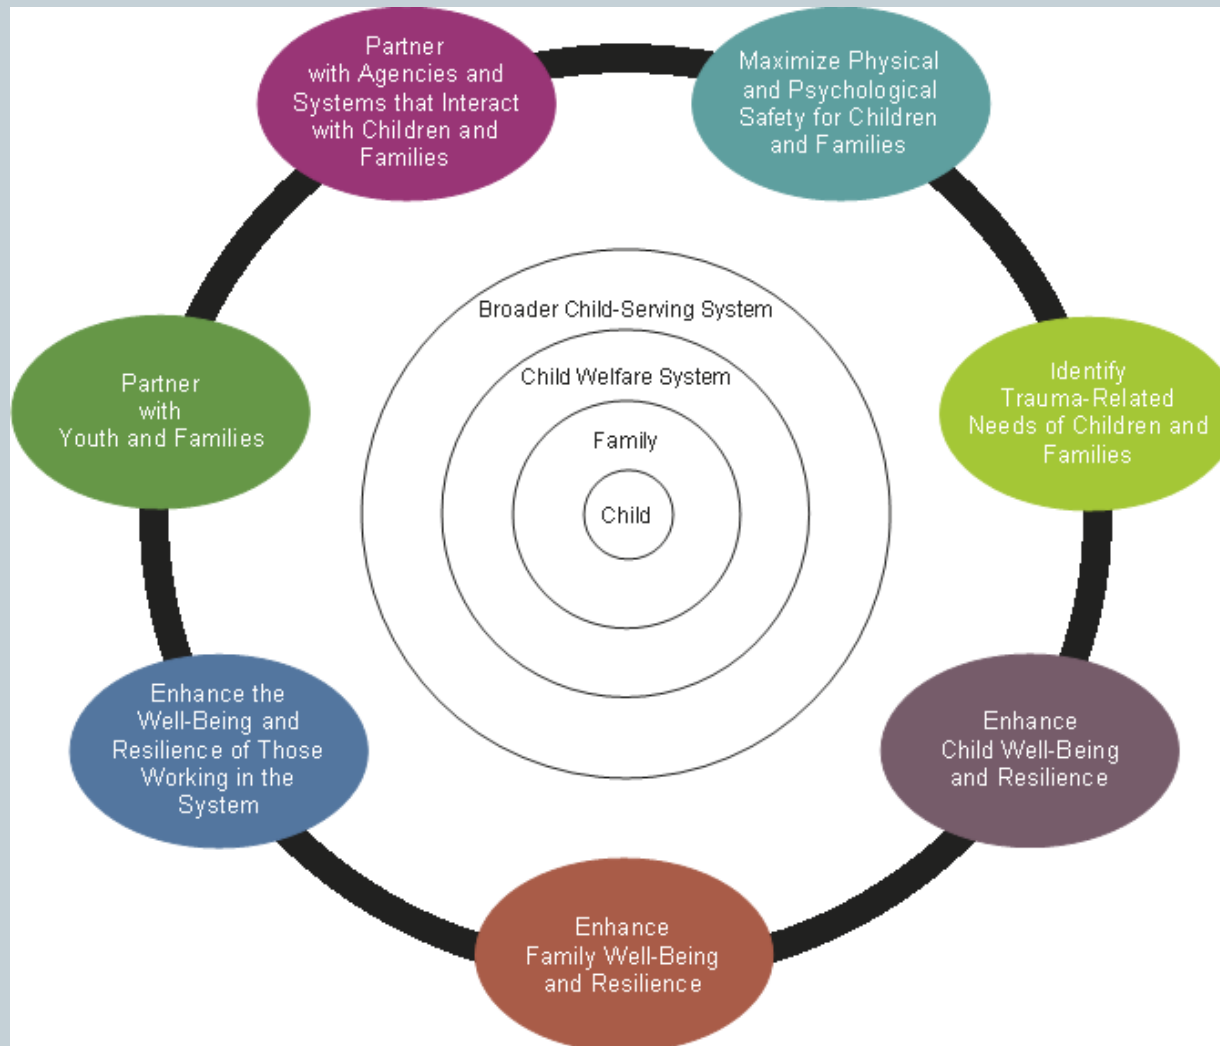 Partner
with Agencies and
Systems that Interact
with Children and
Families
Maximize Physical
and Psychological
Safety for Children
and Families
Identify
Trauma-Related
Needs of Children and
Families
Enhance
Child Well-Being
and Resilience
Enhance
Family Well-Being
and Resilience
Enhance the
Well-Being and
Resilience of Those
Working in the
System
Partner
with
Youth and Families
Broader Child-Serving System
Child Welfare System
Family
Child